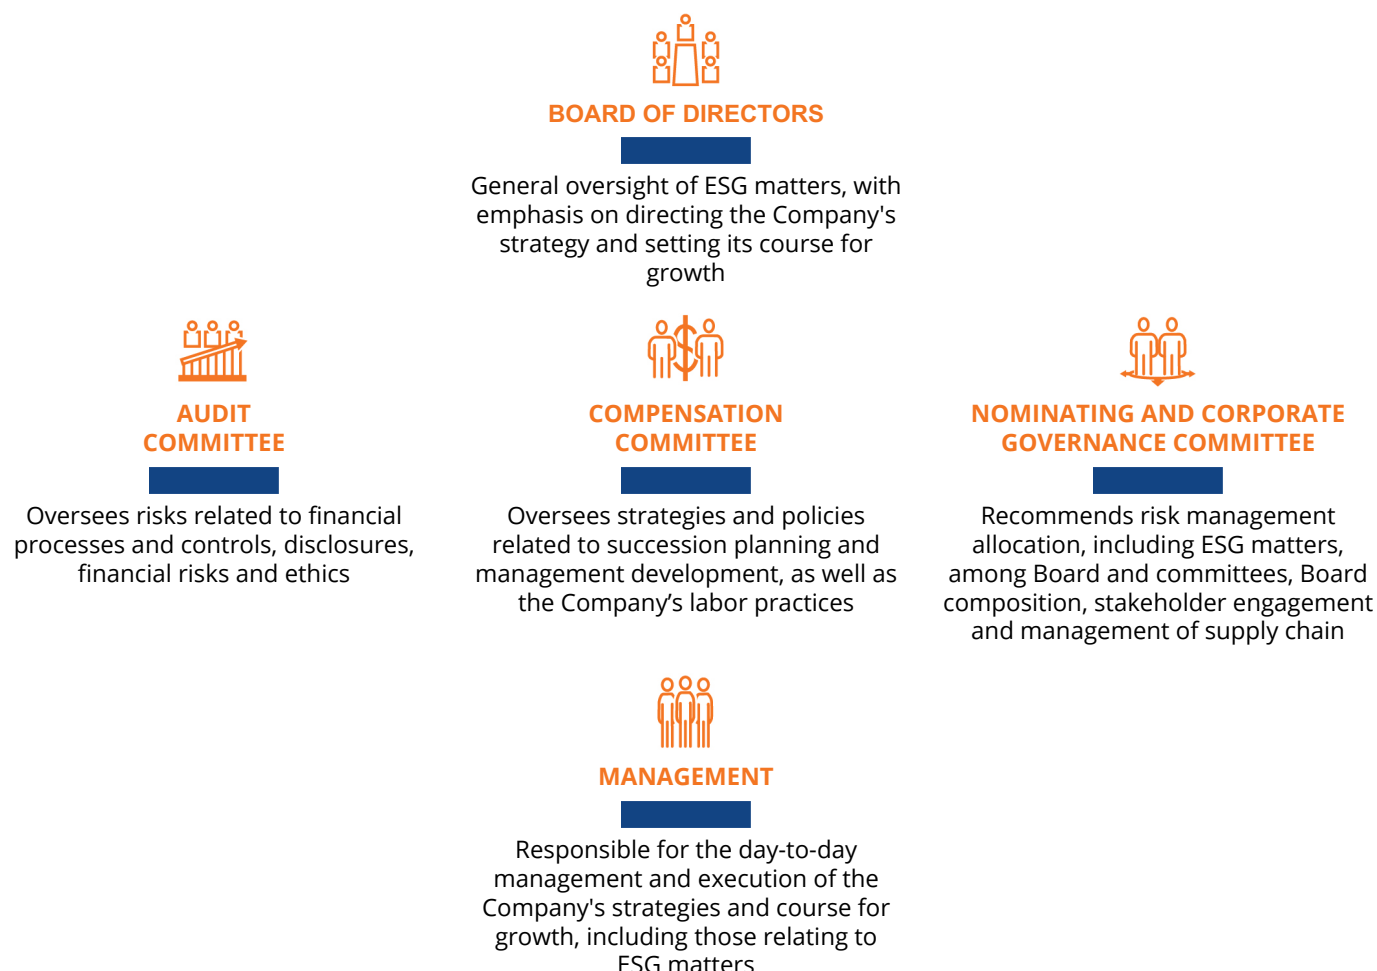 BOARD OF DIRECTORS
General oversight of ESG matters, with
emphasis on directing the Company's
strategy and setting its course for
growth
AUDIT
COMMITTEE
Oversees risks related to financial
processes and controls, disclosures,
financial risks and ethics
COMPENSATION
COMMITTEE
Oversees strategies and policies
related to succession planning and
management development, as well as
the Company’s labor practices
NOMINATING AND CORPORATE
GOVERNANCE COMMITTEE
Recommends risk management
allocation, including ESG matters,
among Board and committees, Board
composition, stakeholder engagement
and management of supply chain
MANAGEMENT
Responsible for the day-to-day
management and execution of the
Company's strategies and course for
growth, including those relating to
ESG matters